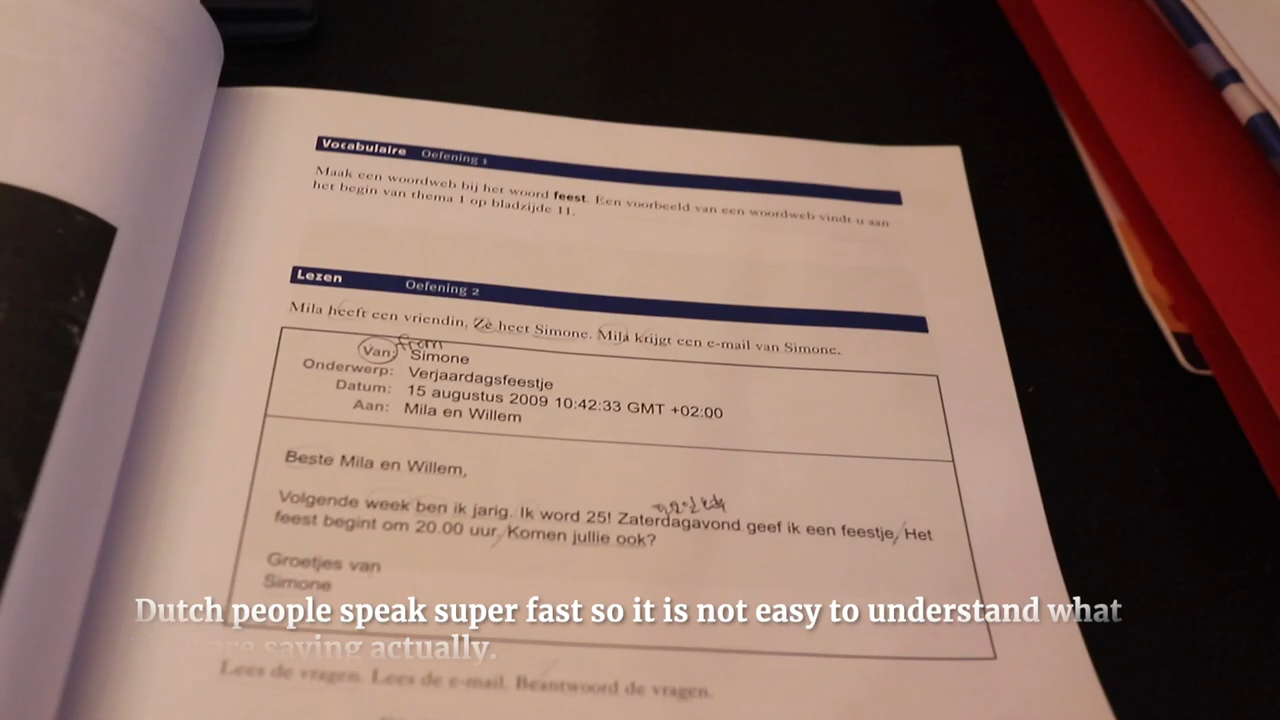 Vocabulaire Oefening 1
Maak een woordweb bij het woord feest. Een voorbeeld van een woordweb vindt u aan
het begin van thema 1 op bladzijde 11.
Lezen Oefening 2
Mila heeft een vriendin, Ze heet Simone. Mila krijgt een e-mail van Simone.
from
Van: Simone
Onderwerp: Verjaardagsfeestje
Datum: 15 augustus 2009 10:42:33 GMT +02:00
Aan: Mila en Willem
Beste Mila en Willem,
Volgende week ben ik jarig. Ik word 25! Zaterdagavond geef ik een feestje. Het
feest begint om 20.00 uur. Komen jullie ook?
Groetjes van
Simone
Dutch people speak super fast so it is not easy to understand what
are saying actually.
Lees de vragen. Lees de e-mail. Beantwoord de vragen.